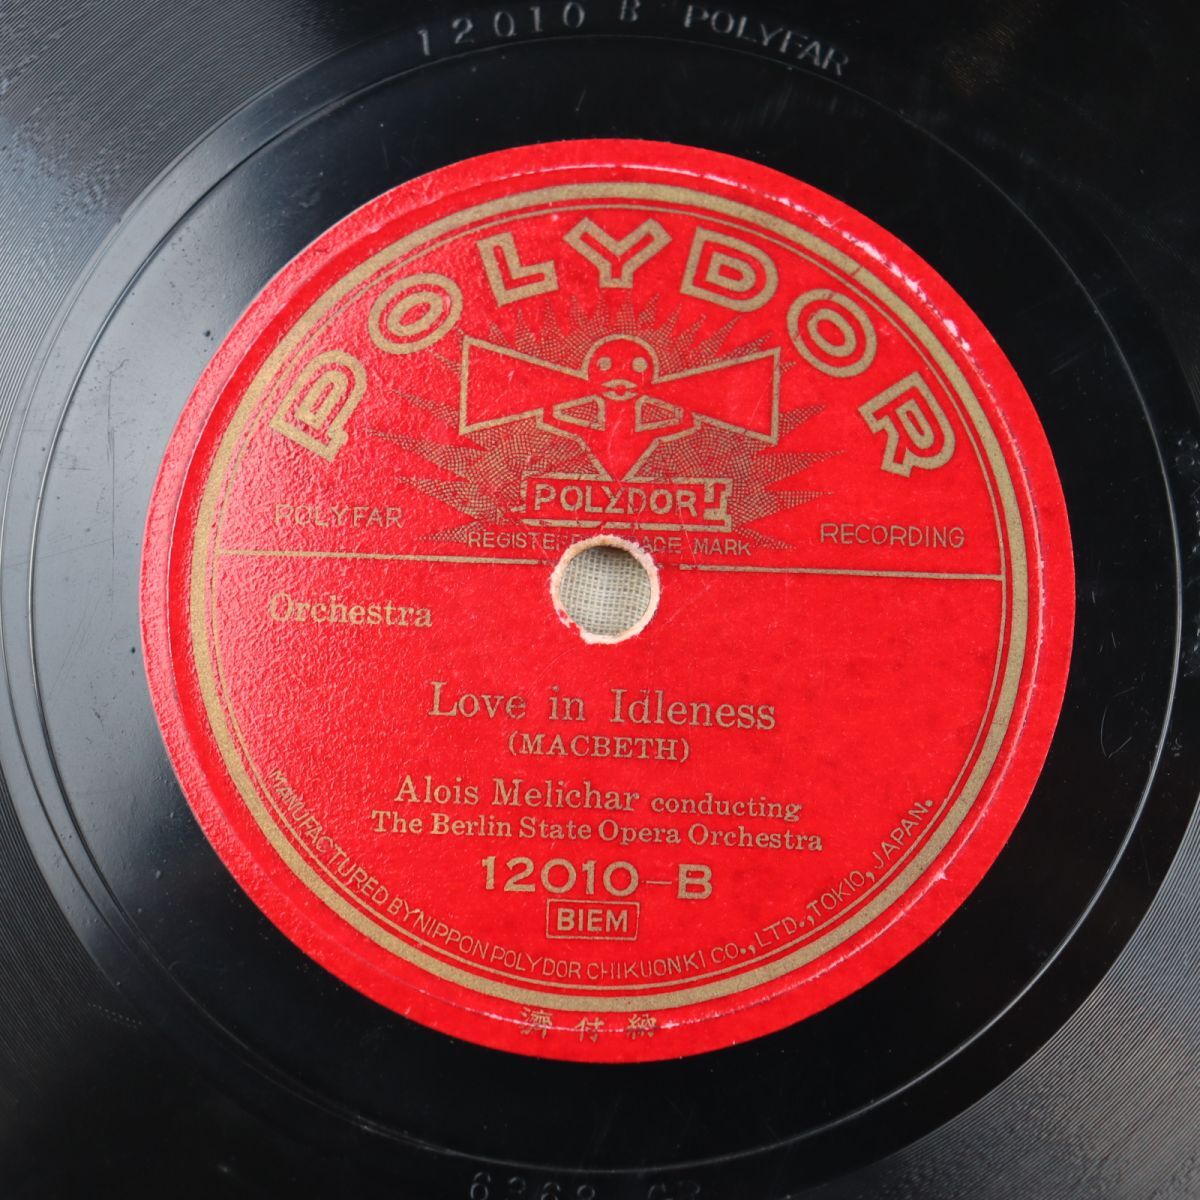 12010 B POLYFAR
POLYDOR
POLYDOR
REGISTERED TRADE MARK
POLYFAR RECORDING
Orchestra
Love in Idleness
(MACBETH)
Alois Melichar conducting
The Berlin State Opera Orchestra
12010-B
BIEM
MANUFACTURED BY NIPPON POLYDOR CHIKUONKI CO., LTD., TOKIO, JAPAN.
濟付納